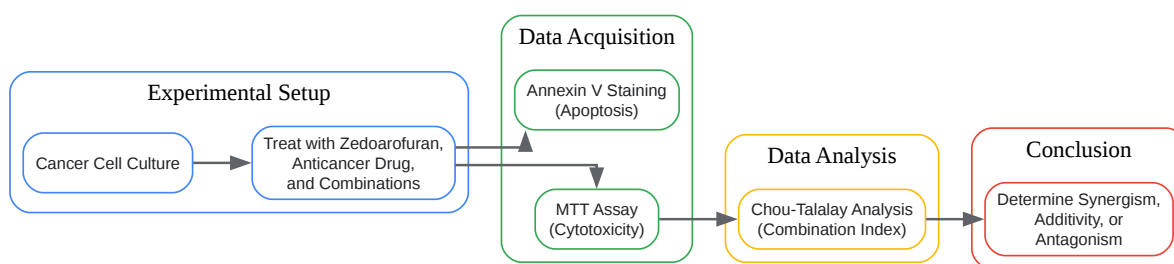 Experimental Setup
Cancer Cell Culture
Treat with Zedoarofuran,
Anticancer Drug,
and Combinations
Data Acquisition
Annexin V Staining
(Apoptosis)
MTT Assay
(Cytotoxicity)
Data Analysis
Chou-Talalay Analysis
(Combination Index)
Conclusion
Determine Synergism,
Additivity, or
Antagonism